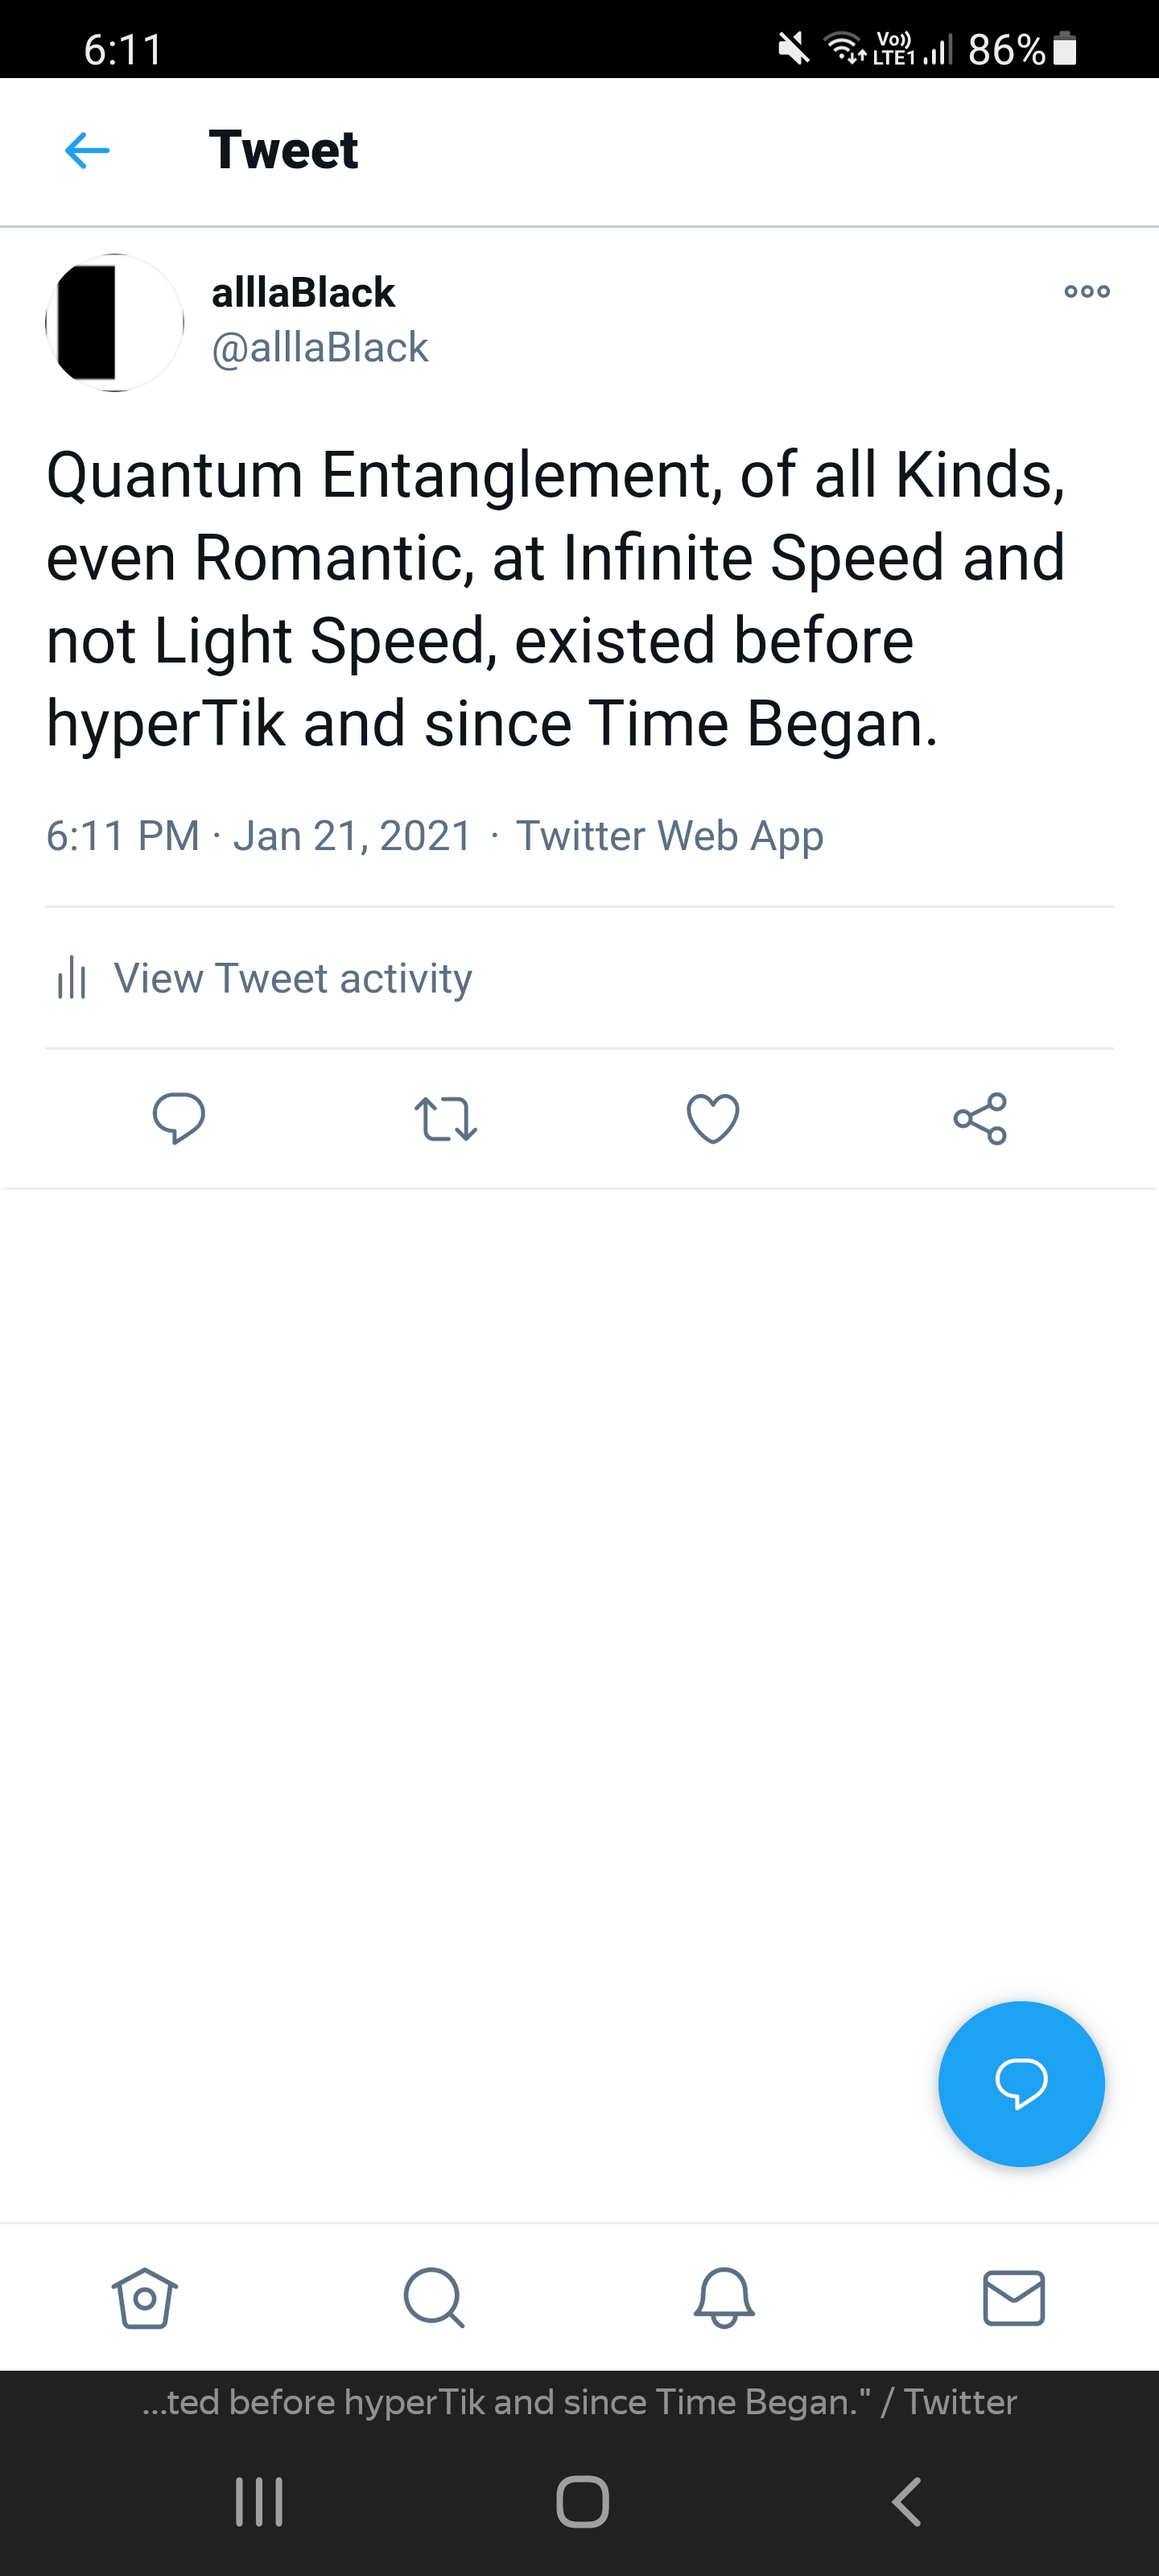 6:11 Vo)) LTE1 86%
Tweet
alllaBlack
@alllaBlack
Quantum Entanglement, of all Kinds,
even Romantic, at Infinite Speed and
not Light Speed, existed before
hyperTik and since Time Began.
6:11 PM · Jan 21, 2021 · Twitter Web App
View Tweet activity
...ted before hyperTik and since Time Began." / Twitter